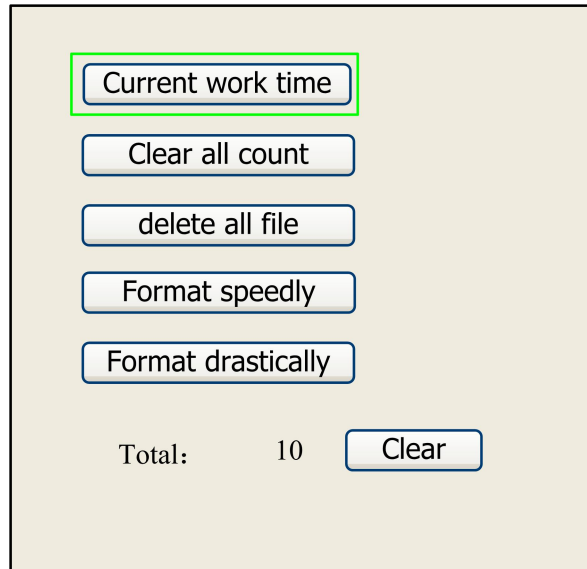 Current work time
Clear all count
delete all file
Format speedly
Format drastically
Total： 10 Clear